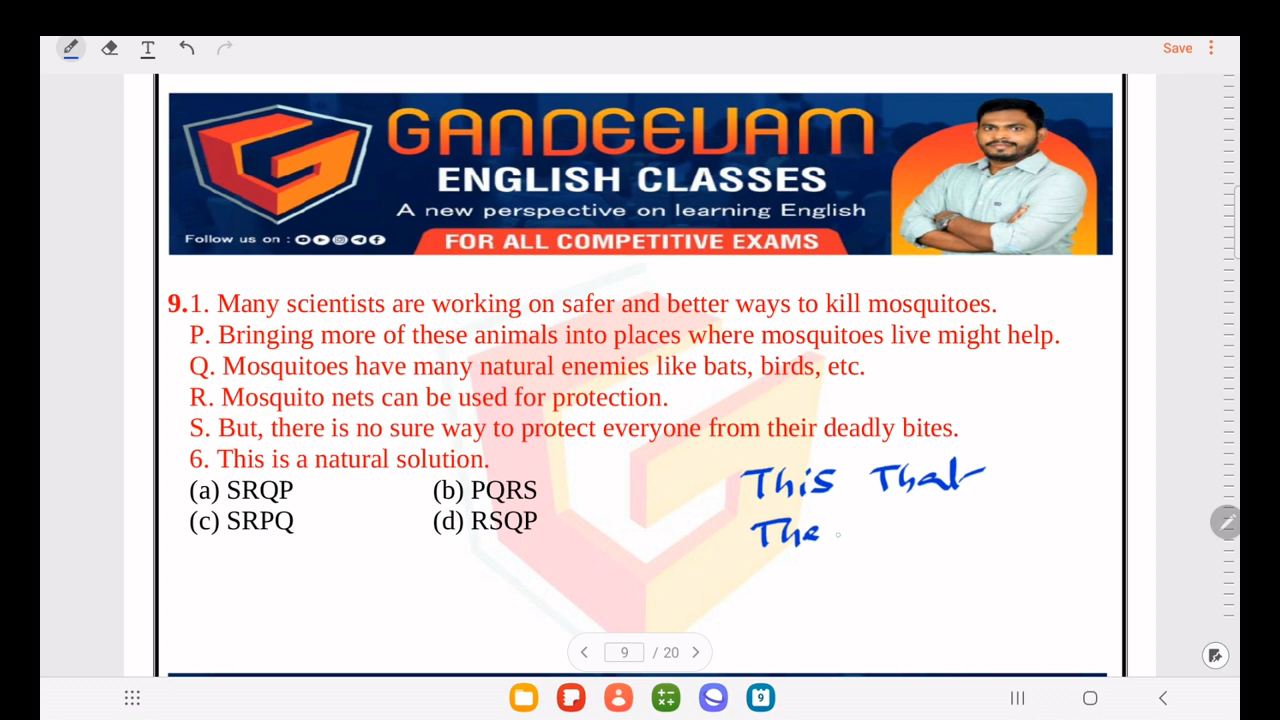 Save
GANDEEVAM
ENGLISH CLASSES
A new perspective on learning English
Follow us on :
FOR ALL COMPETITIVE EXAMS
9. 1. Many scientists are working on safer and better ways to kill mosquitoes.
P. Bringing more of these animals into places where mosquitoes live might help.
Q. Mosquitoes have many natural enemies like bats, birds, etc.
R. Mosquito nets can be used for protection.
S. But, there is no sure way to protect everyone from their deadly bites.
6. This is a natural solution.
(a) SRQP (b) PQRS
(c) SRPQ (d) RSQP
This That
The
9 / 20
9